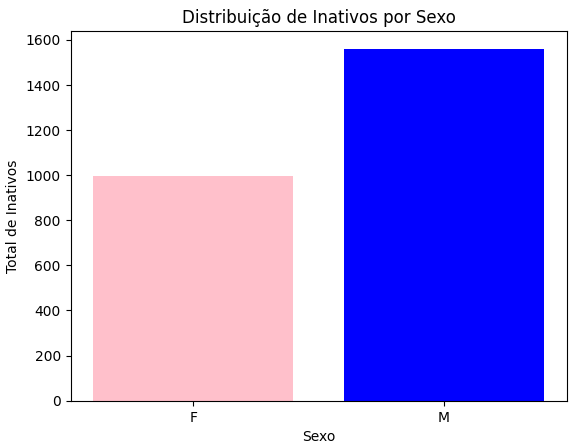 Distribuição de Inativos por Sexo
1600
1400
1200
1000
800
600
400
200
0
Total de Inativos
F
M
Sexo